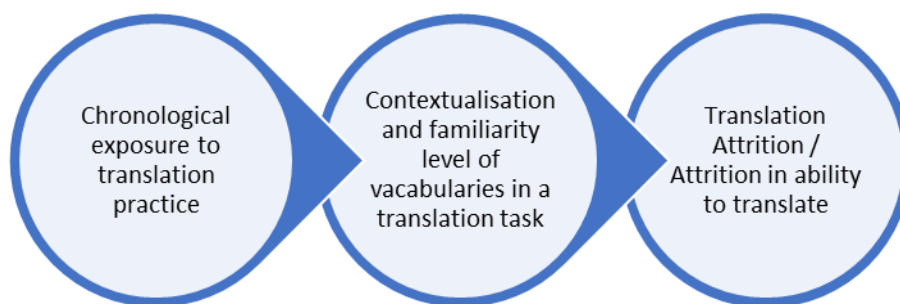 Chronological
exposure to
translation
practice
Contextualisation
and familiarity
level of
vacabularies in a
translation task
Translation
Attrition /
Attrition in ability
to translate